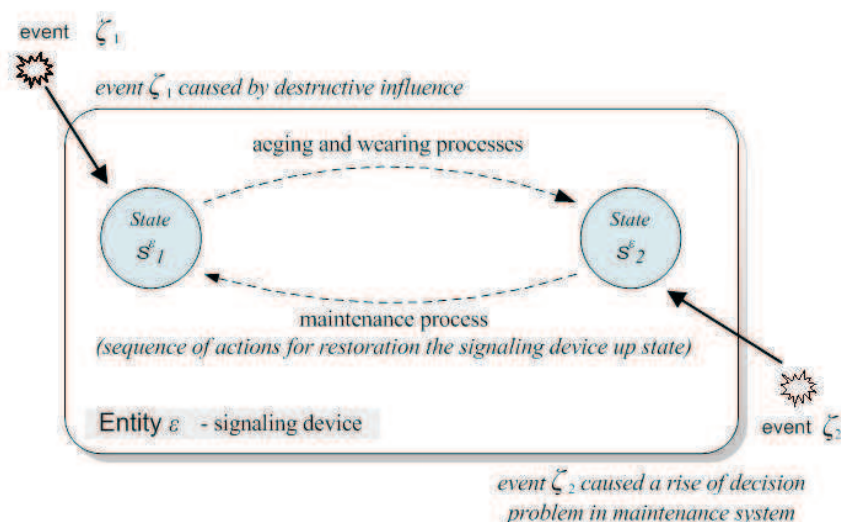 event ζ1
event ζ1 caused by destructive influence
aeging and wearing processes
State
State
S^ε 1
S^ε 2
maintenance process
(sequence of actions for restoration the signaling device up state)
Entity ε - signaling device
event ζ2
event ζ2 caused a rise of decision
problem in maintenance system